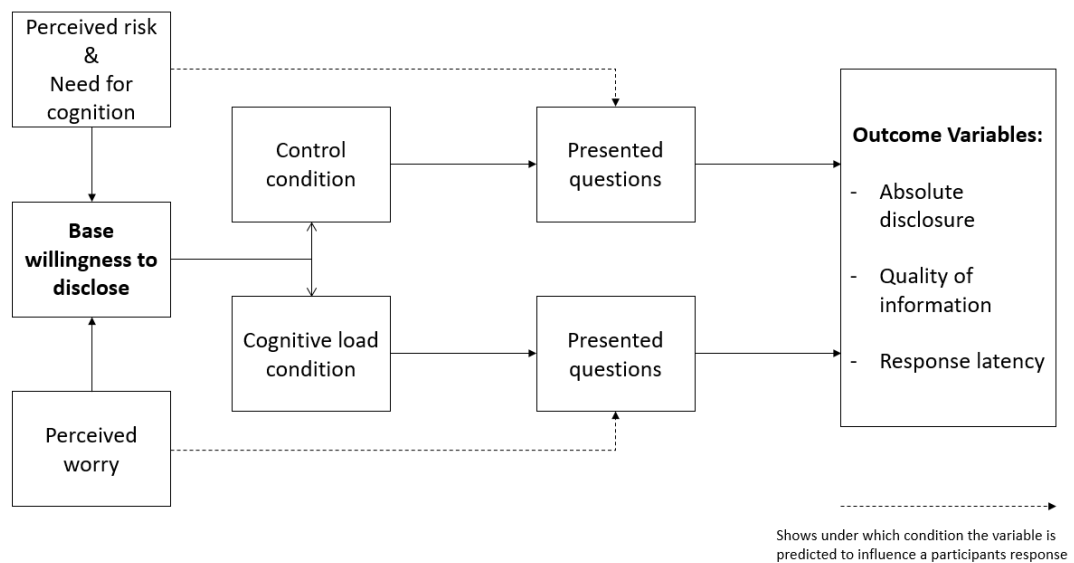 Perceived risk
&
Need for
cognition
Base
willingness to
disclose
Perceived
worry
Control
condition
Cognitive load
condition
Presented
questions
Presented
questions
Outcome Variables:
- Absolute
disclosure
- Quality of
information
- Response latency
Shows under which condition the variable is
predicted to influence a participants response